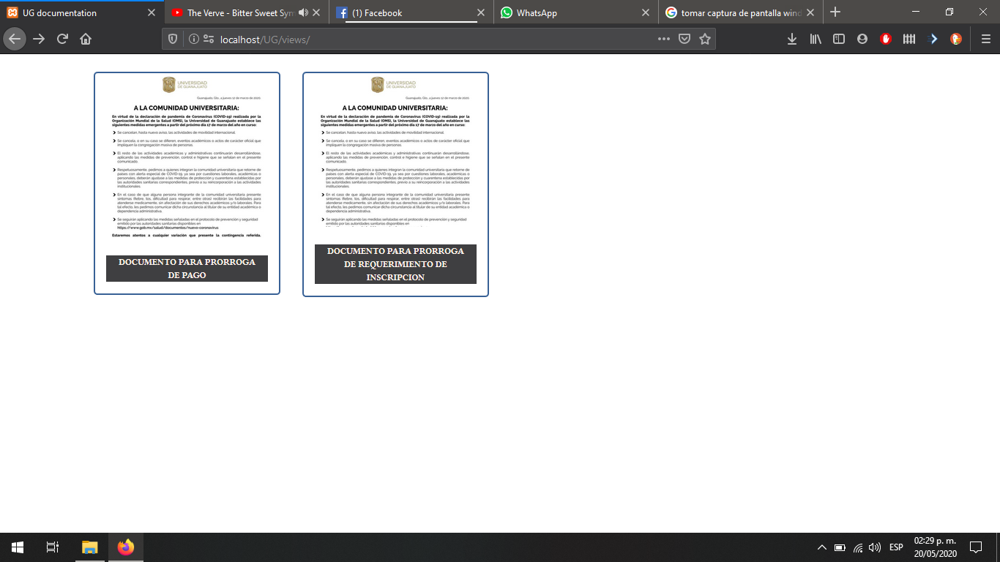 UG documentation
The Verve - Bitter Sweet Sym
(1) Facebook
WhatsApp
tomar captura de pantalla wind
localhost/UG/views/
UNIVERSIDAD
DE GUANAJUATO
Guanajuato, Gto., a jueves 12 de marzo de 2020.
A LA COMUNIDAD UNIVERSITARIA:
En virtud de la declaración de pandemia de Coronavirus (COVID-19) realizada por la
Organización Mundial de la Salud (OMS), la Universidad de Guanajuato establece las
siguientes medidas emergentes a partir del próximo día 17 de marzo del año en curso:
Se cancelan, hasta nuevo aviso, las actividades de movilidad internacional.
Se cancela, o en su caso se difieren, eventos académicos o actos de carácter oficial que
impliquen la congregación masiva de personas.
El resto de las actividades académicas y administrativas continuarán desarrollándose,
aplicando las medidas de prevención, control e higiene que se señalan en el presente
comunicado.
Respetuosamente, pedimos a quienes integran la comunidad universitaria que retorne de
países con alerta especial de COVID-19, ya sea por cuestiones laborales, académicas o
personales, deberán ajustase a las medidas de protección y cuarentena establecidas por
las autoridades sanitarias correspondientes, previo a su reincorporación a las actividades
institucionales.
En el caso de que alguna persona integrante de la comunidad universitaria presente
síntomas (fiebre, tos, dificultad para respirar, entre otras) recibirán las facilidades para
atenderse medicamente, sin afectación de sus derechos académicos y/o laborales. Para
tal efecto, les pedimos comunicar dicha circunstancia al titular de su entidad académica o
dependencia administrativa.
Se seguirán aplicando las medidas señaladas en el protocolo de prevención y seguridad
emitido por las autoridades sanitarias disponibles en
https://www.gob.mx/salud/documentos/nuevo-coronavirus
Estaremos atentos a cualquier variación que presente la contingencia referida.
DOCUMENTO PARA PRORROGA
DE PAGO
UNIVERSIDAD
DE GUANAJUATO
Guanajuato, Gto., a jueves 12 de marzo de 2020.
A LA COMUNIDAD UNIVERSITARIA:
En virtud de la declaración de pandemia de Coronavirus (COVID-19) realizada por la
Organización Mundial de la Salud (OMS), la Universidad de Guanajuato establece las
siguientes medidas emergentes a partir del próximo día 17 de marzo del año en curso:
Se cancelan, hasta nuevo aviso, las actividades de movilidad internacional.
Se cancela, o en su caso se difieren, eventos académicos o actos de carácter oficial que
impliquen la congregación masiva de personas.
El resto de las actividades académicas y administrativas continuarán desarrollándose,
aplicando las medidas de prevención, control e higiene que se señalan en el presente
comunicado.
Respetuosamente, pedimos a quienes integran la comunidad universitaria que retorne de
países con alerta especial de COVID-19, ya sea por cuestiones laborales, académicas o
personales, deberán ajustase a las medidas de protección y cuarentena establecidas por
las autoridades sanitarias correspondientes, previo a su reincorporación a las actividades
institucionales.
En el caso de que alguna persona integrante de la comunidad universitaria presente
síntomas (fiebre, tos, dificultad para respirar, entre otras) recibirán las facilidades para
atenderse medicamente, sin afectación de sus derechos académicos y/o laborales. Para
tal efecto, les pedimos comunicar dicha circunstancia al titular de su entidad académica o
dependencia administrativa.
Se seguirán aplicando las medidas señaladas en el protocolo de prevención y seguridad
emitido por las autoridades sanitarias disponibles en
DOCUMENTO PARA PRORROGA
DE REQUERIMIENTO DE
INSCRIPCION
ESP
02:29 p. m.
20/05/2020